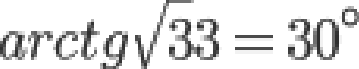 arctg√33 = 30°